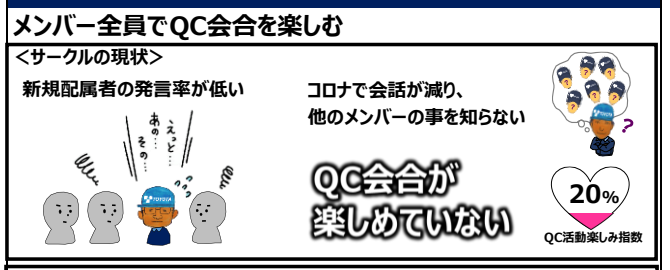 メンバー全員でQC会合を楽しむ
＜サークルの現状＞
新規配属者の発言率が低い
コロナで会話が減り、
他のメンバーの事を知らない
えっと…
あの…
その…
TOYOTA
?
QC会合が
楽しめていない
20%
QC活動楽しみ指数